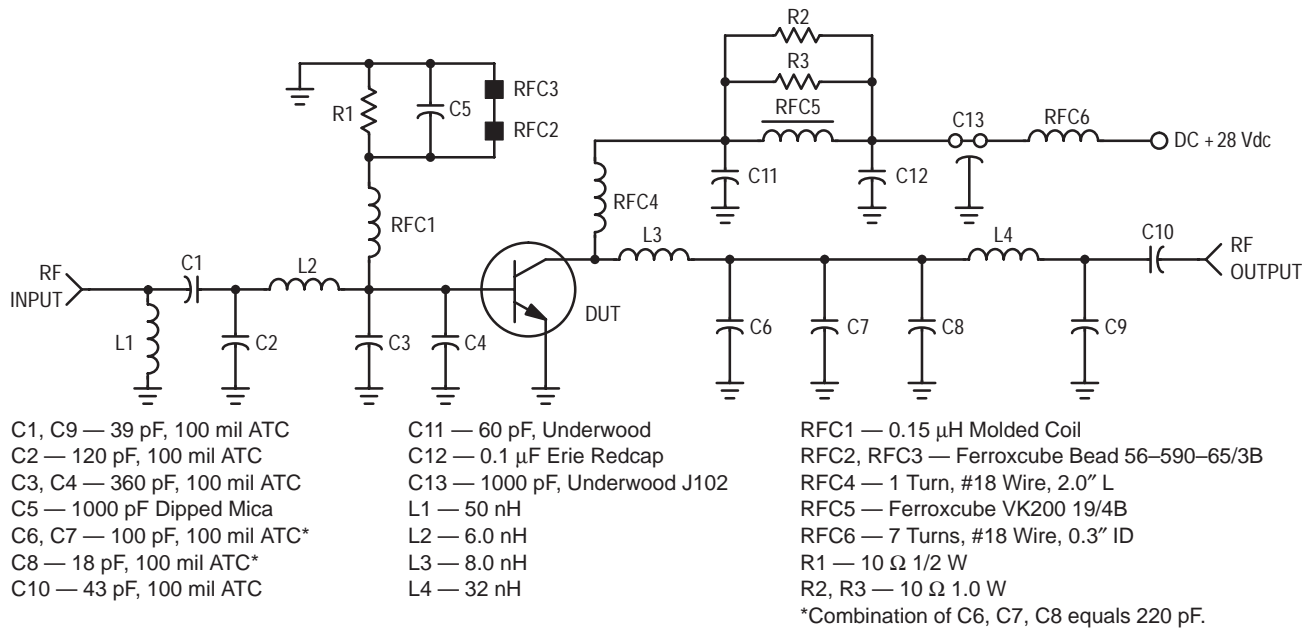 R2
R3
RFC5
RFC3
RFC2
R1
C5
C13
RFC6
DC + 28 Vdc
C11
C12
RFC4
RFC1
C10
RF
OUTPUT
L3
L4
C1
L2
RF
INPUT
DUT
L1
C2
C3
C4
C6
C7
C8
C9
C1, C9 — 39 pF, 100 mil ATC
C2 — 120 pF, 100 mil ATC
C3, C4 — 360 pF, 100 mil ATC
C5 — 1000 pF Dipped Mica
C6, C7 — 100 pF, 100 mil ATC*
C8 — 18 pF, 100 mil ATC*
C10 — 43 pF, 100 mil ATC
C11 — 60 pF, Underwood
C12 — 0.1 μF Erie Redcap
C13 — 1000 pF, Underwood J102
L1 — 50 nH
L2 — 6.0 nH
L3 — 8.0 nH
L4 — 32 nH
RFC1 — 0.15 μH Molded Coil
RFC2, RFC3 — Ferroxcube Bead 56–590–65/3B
RFC4 — 1 Turn, #18 Wire, 2.0″ L
RFC5 — Ferroxcube VK200 19/4B
RFC6 — 7 Turns, #18 Wire, 0.3″ ID
R1 — 10 Ω 1/2 W
R2, R3 — 10 Ω 1.0 W
*Combination of C6, C7, C8 equals 220 pF.